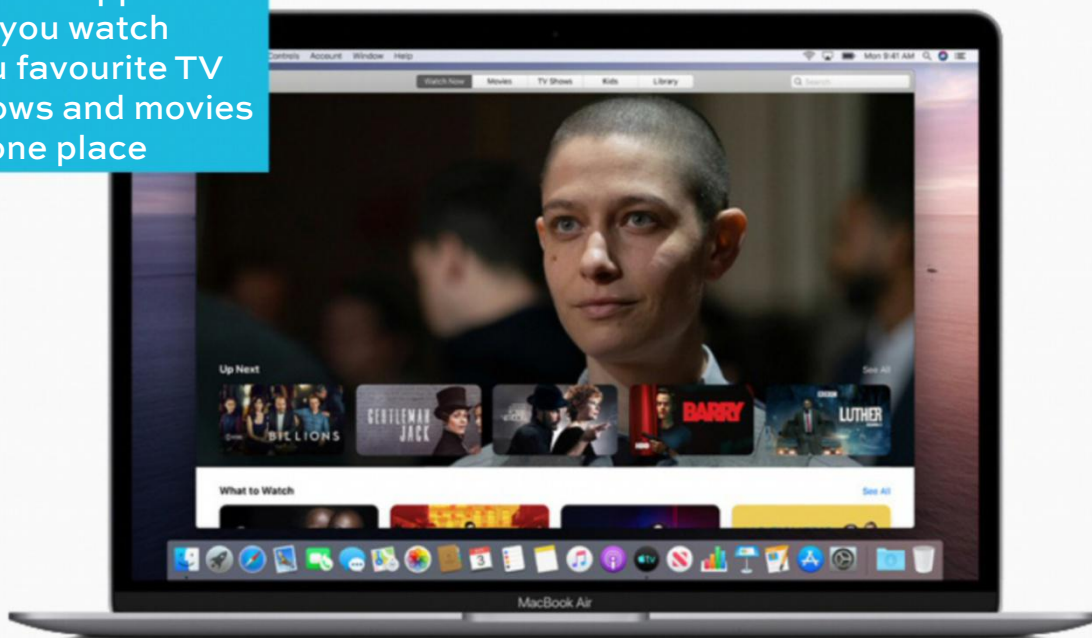 you watch
u favourite TV
ows and movies
one place
Controls Account Window Help
Mon 9:41 AM
Watch Now Movies TV Shows Kids Library
Search
Up Next
See All
BILLIONS
GENTLEMAN
JACK
BARRY
LUTHER
What to Watch
See All
3
tv
MacBook Air